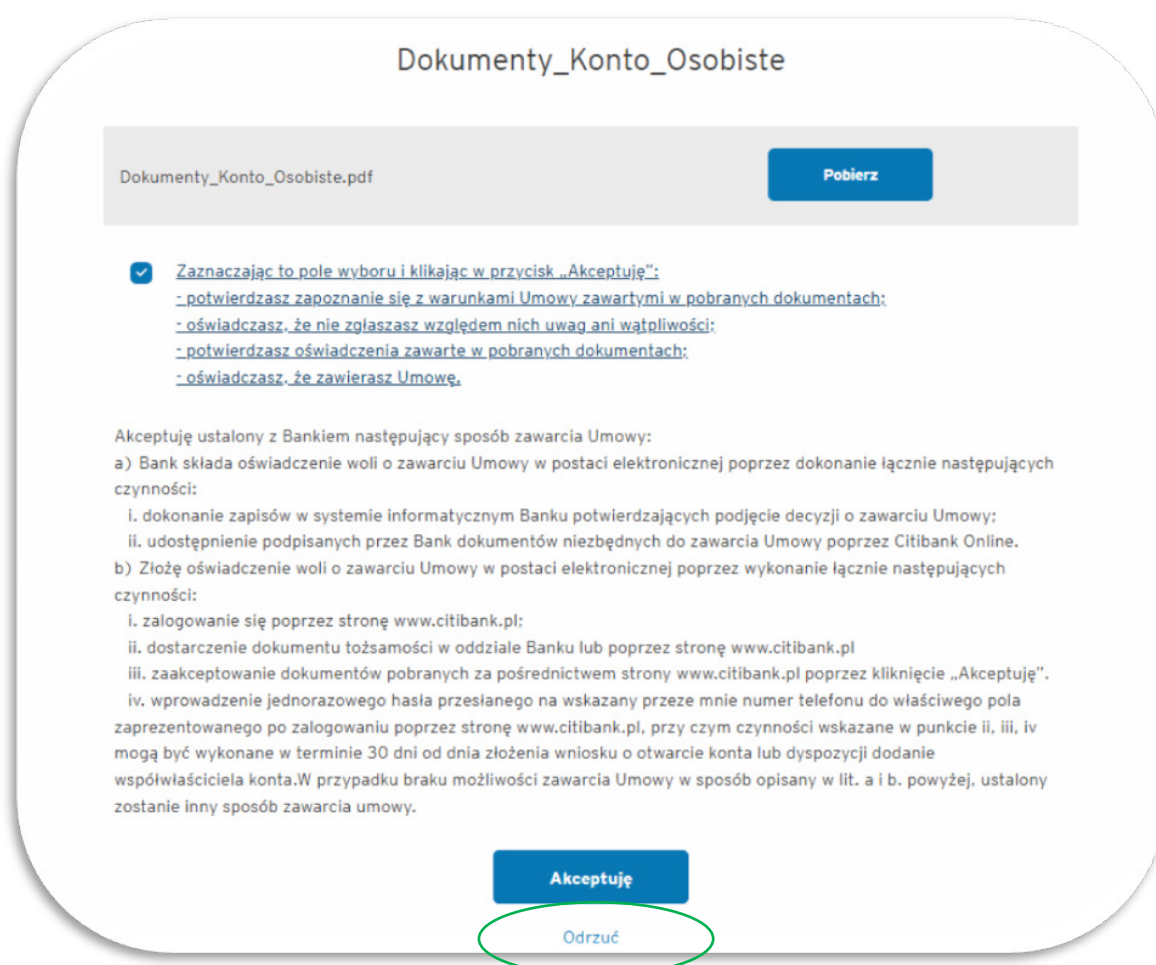 Dokumenty_Konto_Osobiste
Dokumenty_Konto_Osobiste.pdf
Pobierz
Zaznaczając to pole wyboru i klikając w przycisk „Akceptuję”:
- potwierdzasz zapoznanie się z warunkami Umowy zawartymi w pobranych dokumentach;
- oświadczasz, że nie zgłaszasz względem nich uwag ani wątpliwości;
- potwierdzasz oświadczenia zawarte w pobranych dokumentach;
- oświadczasz, że zawierasz Umowę.
Akceptuję ustalony z Bankiem następujący sposób zawarcia Umowy:
a) Bank składa oświadczenie woli o zawarciu Umowy w postaci elektronicznej poprzez dokonanie łącznie następujących
czynności:
i. dokonanie zapisów w systemie informatycznym Banku potwierdzających podjęcie decyzji o zawarciu Umowy;
ii. udostępnienie podpisanych przez Bank dokumentów niezbędnych do zawarcia Umowy poprzez Citibank Online.
b) Złożę oświadczenie woli o zawarciu Umowy w postaci elektronicznej poprzez wykonanie łącznie następujących
czynności:
i. zalogowanie się poprzez stronę www.citibank.pl;
ii. dostarczenie dokumentu tożsamości w oddziale Banku lub poprzez stronę www.citibank.pl
iii. zaakceptowanie dokumentów pobranych za pośrednictwem strony www.citibank.pl poprzez kliknięcie „Akceptuję”.
iv. wprowadzenie jednorazowego hasła przesłanego na wskazany przeze mnie numer telefonu do właściwego pola
zaprezentowanego po zalogowaniu poprzez stronę www.citibank.pl, przy czym czynności wskazane w punkcie ii, iii, iv
mogą być wykonane w terminie 30 dni od dnia złożenia wniosku o otwarcie konta lub dyspozycji dodanie
współwłaściciela konta.W przypadku braku możliwości zawarcia Umowy w sposób opisany w lit. a i b. powyżej, ustalony
zostanie inny sposób zawarcia umowy.
Akceptuję
Odrzuć